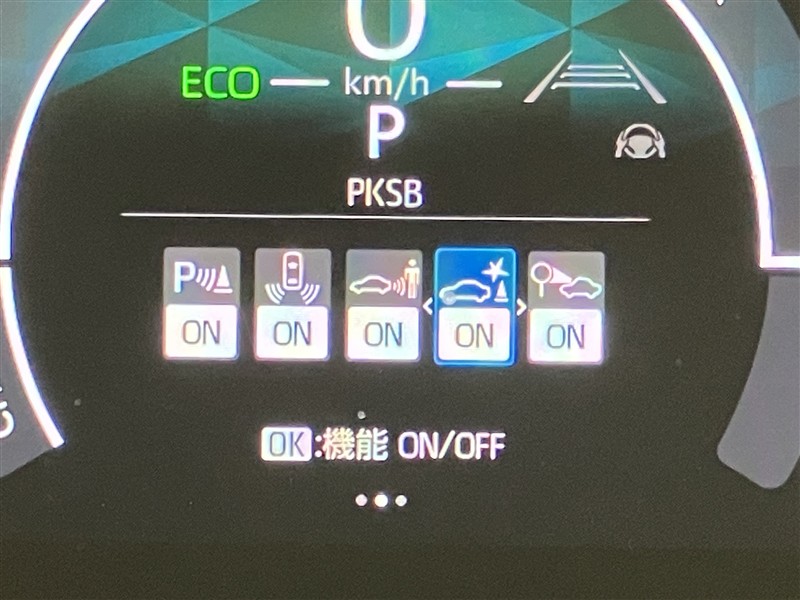 0
ECO km/h
P
PKSB
P
ON ON ON ON ON
OK:機能 ON/OFF